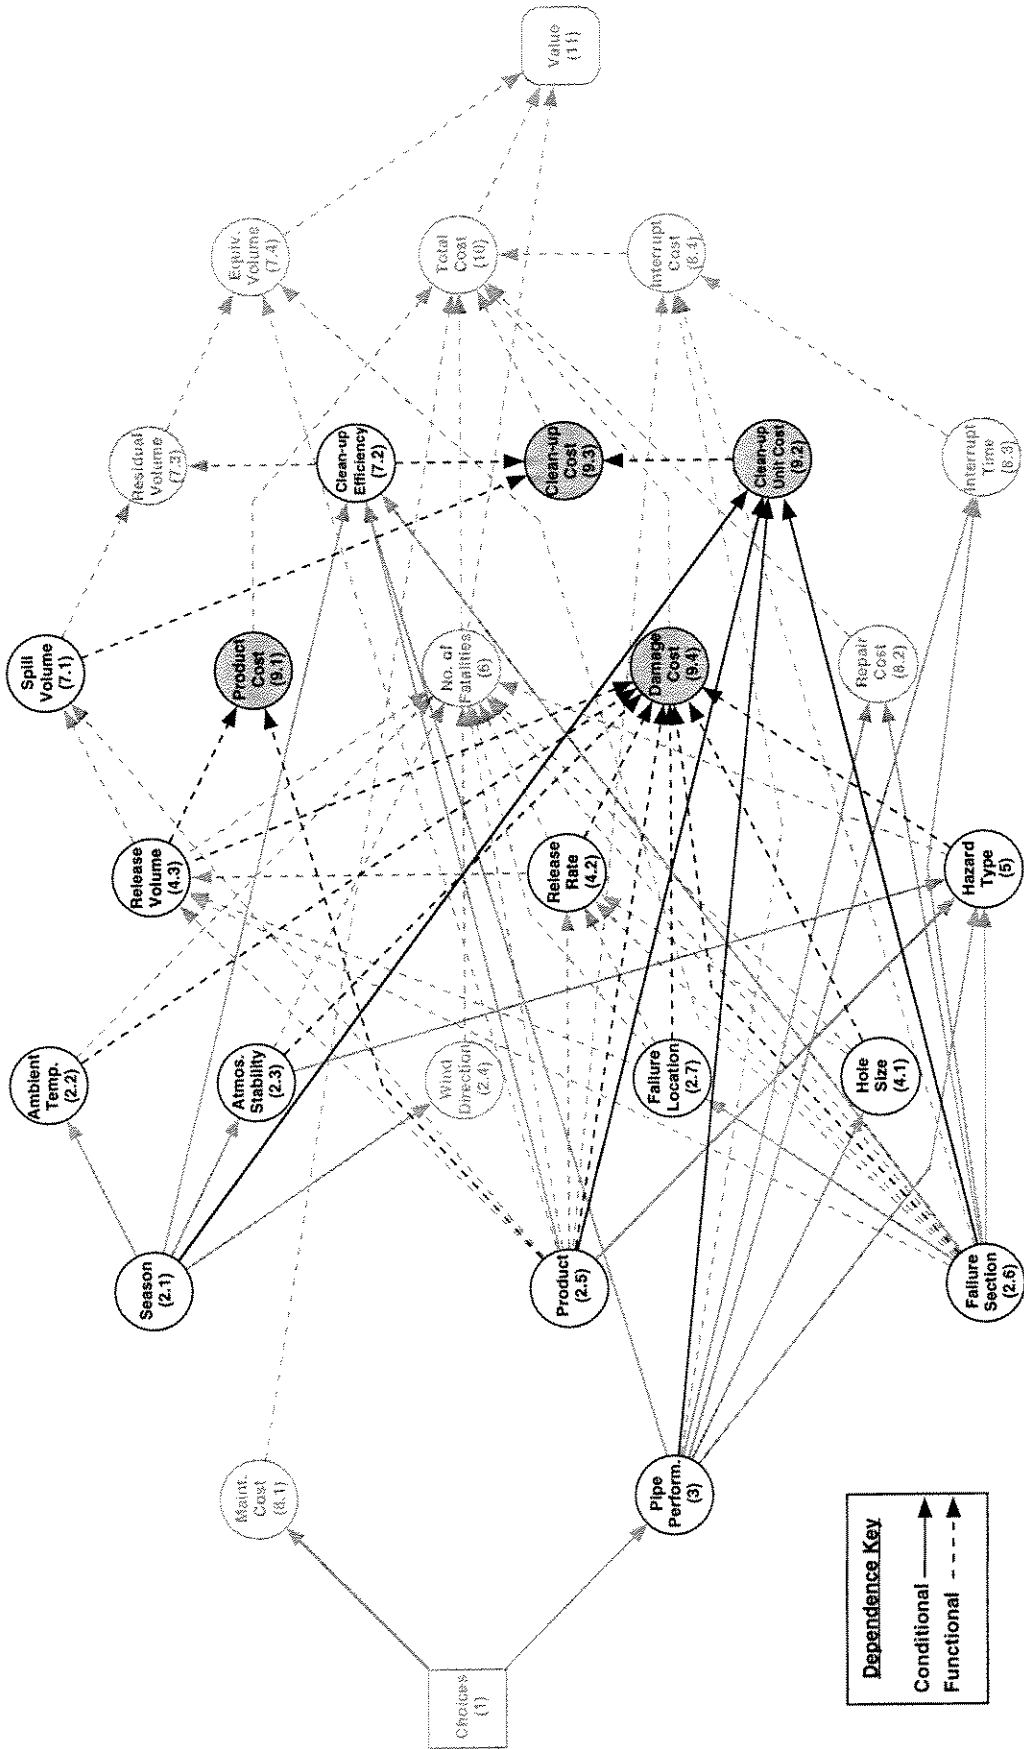 Choices
(1)
Maint.
Cost
(8.1)
Pipe
Perform.
(3)
Season
(2.1)
Product
(2.5)
Failure
Section
(2.6)
Ambient
Temp.
(2.2)
Atmos.
Stability
(2.3)
Wind
Direction
(2.4)
Failure
Location
(2.7)
Hole
Size
(4.1)
Release
Volume
(4.3)
Release
Rate
(4.2)
Hazard
Type
(5)
Spill
Volume
(7.1)
Product
Cost
(9.1)
No. of
Fatalities
(6)
Damage
Cost
(9.4)
Repair
Cost
(8.2)
Residual
Volume
(7.3)
Clean-up
Efficiency
(7.2)
Clean-up
Cost
(9.3)
Clean-up
Unit Cost
(9.2)
Interrupt
Time
(8.3)
Equiv.
Volume
(7.4)
Total
Cost
(10)
Interrupt
Cost
(8.4)
Value
(11)
Dependence Key
Conditional
Functional